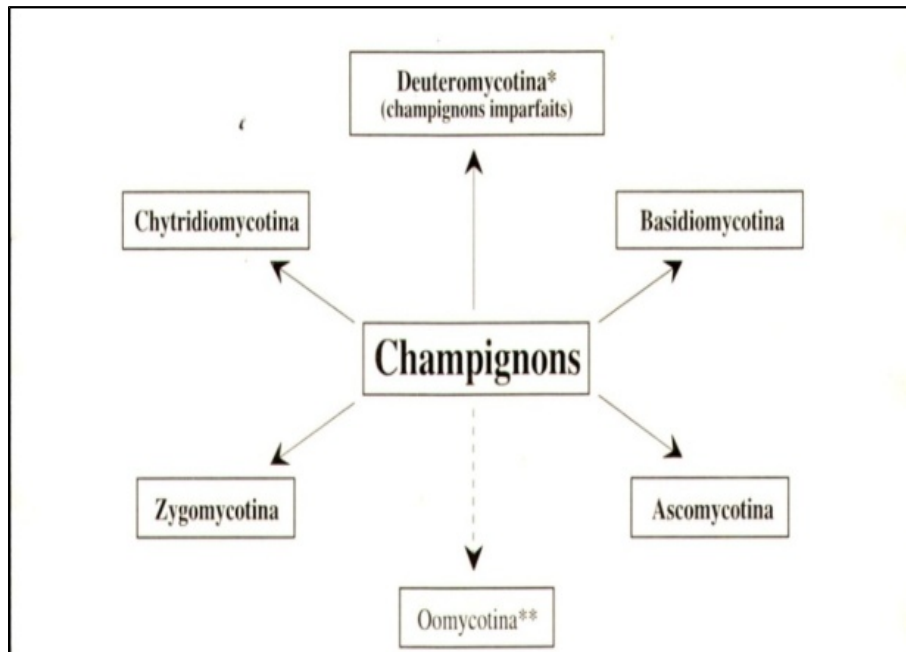 Deuteromycotina*
(champignons imparfaits)
Chytridiomycotina
Basidiomycotina
Champignons
Zygomycotina
Ascomycotina
Oomycotina**